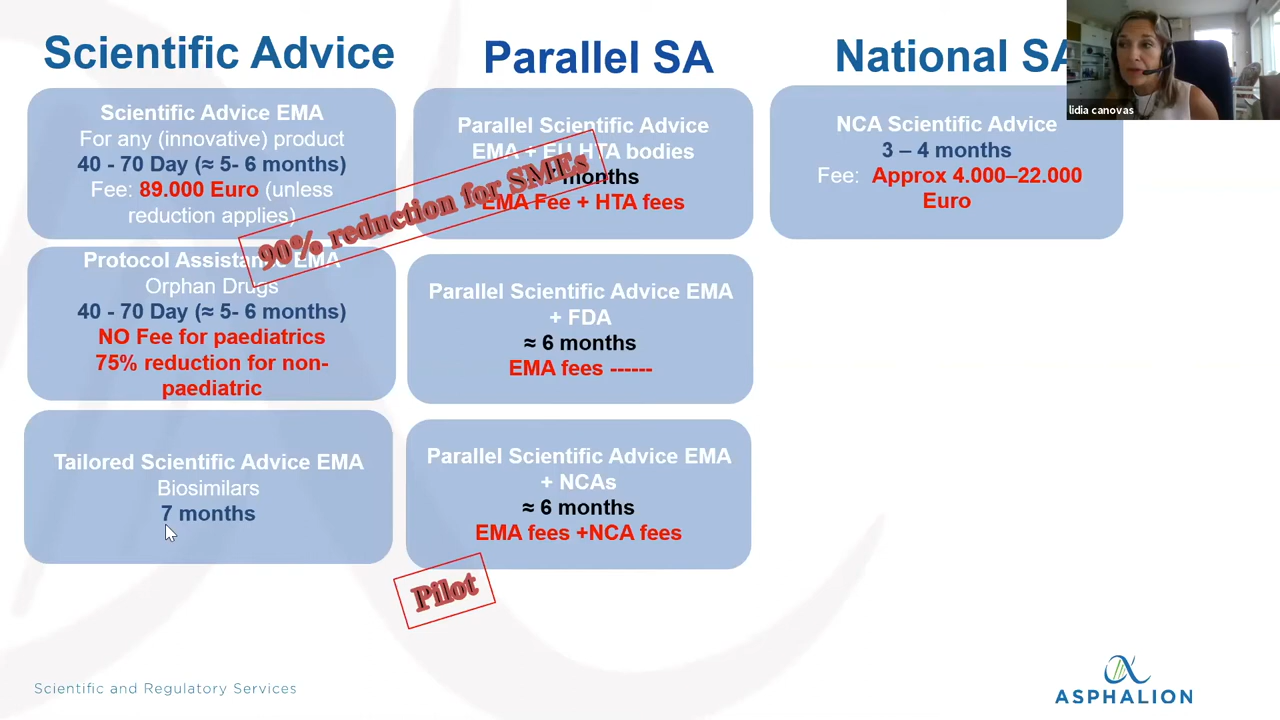 Scientific Advice
Scientific Advice EMA
For any (innovative) product
40 - 70 Day (≈ 5- 6 months)
Fee: 89.000 Euro (unless
reduction applies)
Protocol Assistance EMA
Orphan Drugs
40 - 70 Day (≈ 5- 6 months)
NO Fee for paediatrics
75% reduction for non-
paediatric
Tailored Scientific Advice EMA
Biosimilars
7 months
90% reduction for SMEs
Parallel SA
Parallel Scientific Advice
EMA + EU HTA bodies
months
EMA Fee + HTA fees
Parallel Scientific Advice EMA
+ FDA
≈ 6 months
EMA fees ------
Parallel Scientific Advice EMA
+ NCAs
≈ 6 months
EMA fees +NCA fees
Pilot
National SA
NCA Scientific Advice
3 – 4 months
Fee: Approx 4.000–22.000
Euro
lidia canovas
Scientific and Regulatory Services
ASPHALION